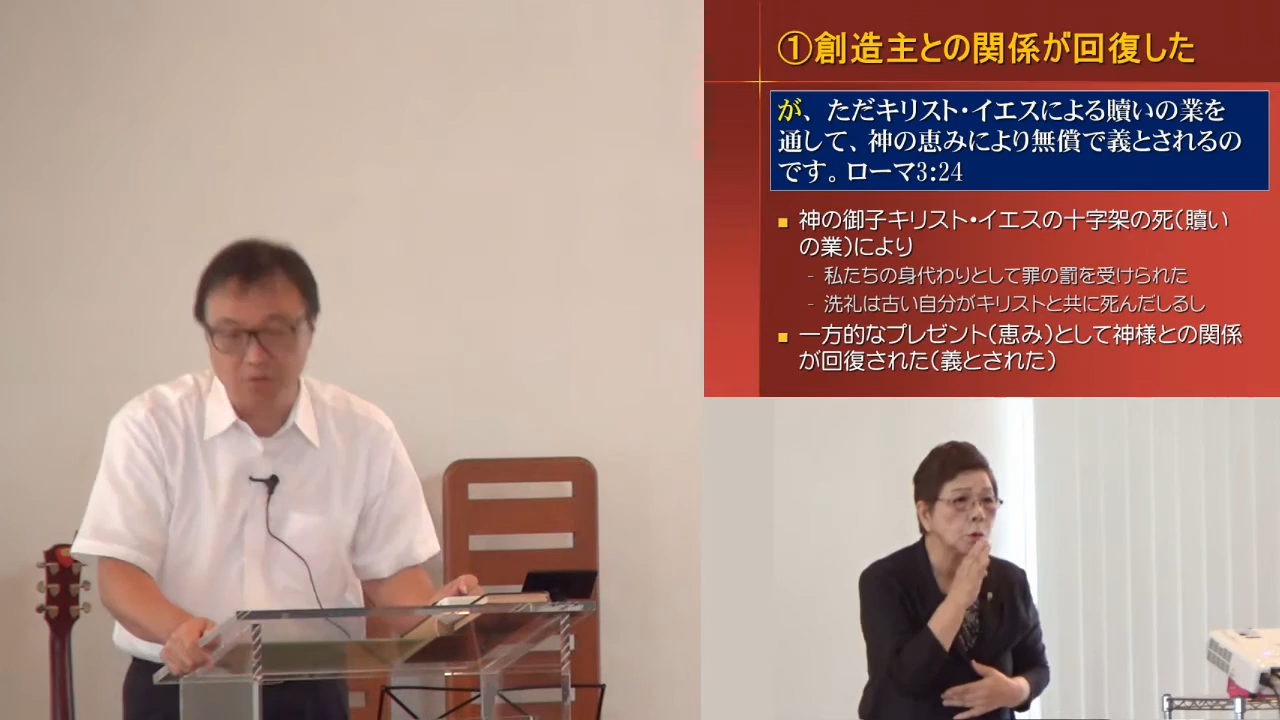 ①創造主との関係が回復した
が、ただキリスト・イエスによる贖いの業を
通して、神の恵みにより無償で義とされるの
です。ローマ3:24
■ 神の御子キリスト・イエスの十字架の死(贖い
の業)により
- 私たちの身代わりとして罪の罰を受けられた
- 洗礼は古い自分がキリストと共に死んだしるし
■ 一方的なプレゼント(恵み)として神様との関係
が回復された(義とされた)